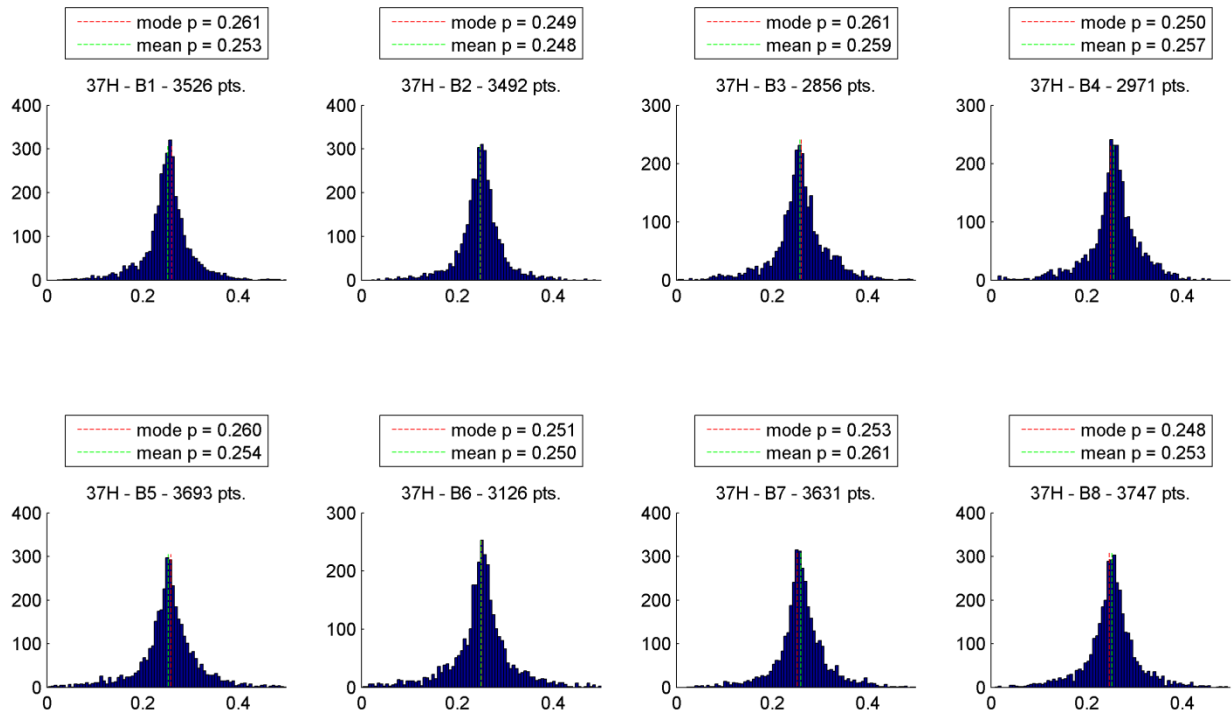 mode p = 0.261
mean p = 0.253
37H - B1 - 3526 pts.
400
300
200
100
0
0
0.2
0.4
mode p = 0.249
mean p = 0.248
37H - B2 - 3492 pts.
400
300
200
100
0
0
0.2
0.4
mode p = 0.261
mean p = 0.259
37H - B3 - 2856 pts.
300
200
100
0
0
0.2
0.4
mode p = 0.250
mean p = 0.257
37H - B4 - 2971 pts.
300
200
100
0
0
0.2
0.4
mode p = 0.260
mean p = 0.254
37H - B5 - 3693 pts.
400
300
200
100
0
0
0.2
0.4
mode p = 0.251
mean p = 0.250
37H - B6 - 3126 pts.
300
200
100
0
0
0.2
0.4
mode p = 0.253
mean p = 0.261
37H - B7 - 3631 pts.
400
300
200
100
0
0
0.2
0.4
mode p = 0.248
mean p = 0.253
37H - B8 - 3747 pts.
400
300
200
100
0
0
0.2
0.4